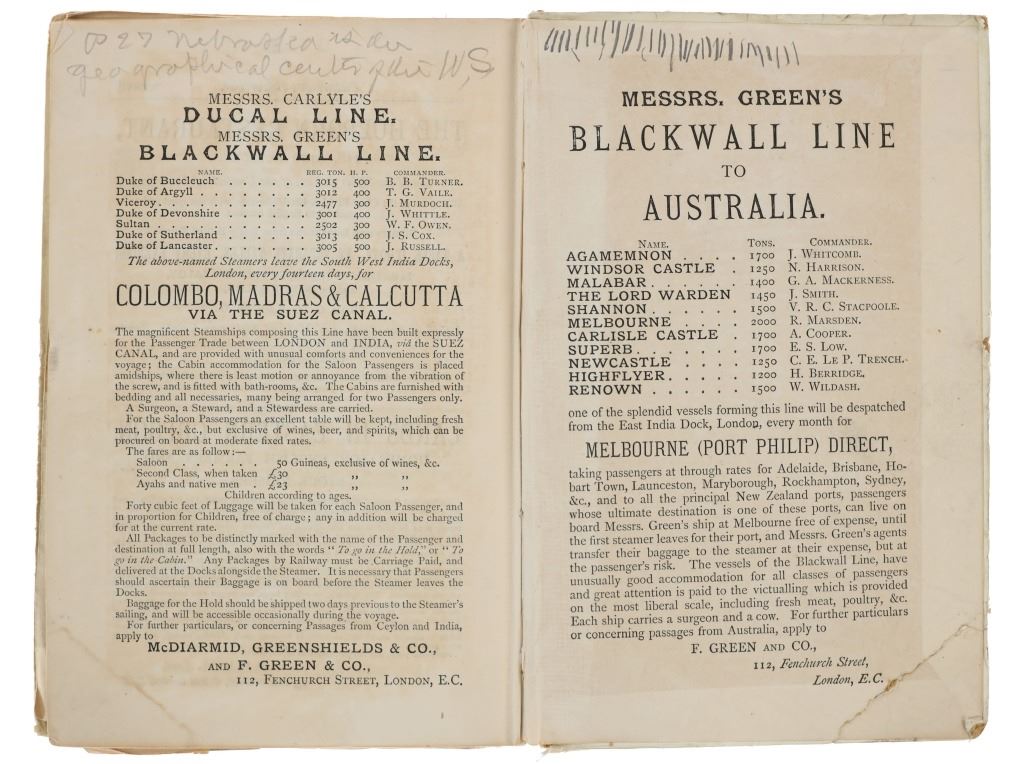 p 27 Nebraska is the
geographical center of the U,S
MESSRS. CARLYLE'S
DUCAL LINE.
MESSRS. GREEN'S
BLACKWALL LINE.
NAME. REG. TON. H. P. COMMANDER.
Duke of Buccleuch . . . . . . 3015 500 B. B. TURNER.
Duke of Argyll . . . . . . . . 3012 400 T. G. VAILE.
Viceroy . . . . . . . . . . 2477 300 J. MURDOCH.
Duke of Devonshire . . . . . . 3001 400 J. WHITTLE.
Sultan . . . . . . . . . . 2502 300 W. F. OWEN.
Duke of Sutherland . . . . . . 3013 400 J. S. COX.
Duke of Lancaster . . . . . . . 3005 500 J. RUSSELL.
The above-named Steamers leave the South West India Docks,
London, every fourteen days, for
COLOMBO, MADRAS & CALCUTTA
VIA THE SUEZ CANAL.
The magnificent Steamships composing this Line have been built expressly
for the Passenger Trade between LONDON and INDIA, viâ the SUEZ
CANAL, and are provided with unusual comforts and conveniences for the
voyage; the Cabin accommodation for the Saloon Passengers is placed
amidships, where there is least motion or annoyance from the vibration of
the screw, and is fitted with bath-rooms, &c. The Cabins are furnished with
bedding and all necessaries, many being arranged for two Passengers only.
A Surgeon, a Steward, and a Stewardess are carried.
For the Saloon Passengers an excellent table will be kept, including fresh
meat, poultry, &c., but exclusive of wines, beer, and spirits, which can be
procured on board at moderate fixed rates.
The fares are as follow:—
Saloon . . . . . . 50 Guineas, exclusive of wines, &c.
Second Class, when taken £30 ,, ,,
Ayahs and native men . £23 ,, ,,
Children according to ages.
Forty cubic feet of Luggage will be taken for each Saloon Passenger, and
in proportion for Children, free of charge; any in addition will be charged
for at the current rate.
All Packages to be distinctly marked with the name of the Passenger and
destination at full length, also with the words "To go in the Hold," or "To
go in the Cabin." Any Packages by Railway must be Carriage Paid, and
delivered at the Docks alongside the Steamer. It is necessary that Passengers
should ascertain their Baggage is on board before the Steamer leaves the
Docks.
Baggage for the Hold should be shipped two days previous to the Steamer's
sailing, and will be accessible occasionally during the voyage.
For further particulars, or concerning Passages from Ceylon and India,
apply to
MCDIARMID, GREENSHIELDS & CO.,
AND F. GREEN & CO.,
112, FENCHURCH STREET, LONDON, E.C.
MESSRS. GREEN'S
BLACKWALL LINE
TO
AUSTRALIA.
NAME. TONS. COMMANDER.
AGAMEMNON . . . . 1700 J. WHITCOMB.
WINDSOR CASTLE . 1250 N. HARRISON.
MALABAR . . . . . . 1400 G. A. MACKERNESS.
THE LORD WARDEN 1450 J. SMITH.
SHANNON . . . . . . 1500 V. R. C. STACPOOLE.
MELBOURNE . . . . 2000 R. MARSDEN.
CARLISLE CASTLE . 1700 A. COOPER.
SUPERB . . . . . . . 1700 E. S. LOW.
NEWCASTLE . . . . 1250 C. E. LE P. TRENCH.
HIGHFLYER . . . . . 1200 H. BERRIDGE.
RENOWN . . . . . . 1500 W. WILDASH.
one of the splendid vessels forming this line will be despatched
from the East India Dock, London, every month for
MELBOURNE (PORT PHILIP) DIRECT,
taking passengers at through rates for Adelaide, Brisbane, Ho-
bart Town, Launceston, Maryborough, Rockhampton, Sydney,
&c., and to all the principal New Zealand ports, passengers
whose ultimate destination is one of these ports, can live on
board Messrs. Green's ship at Melbourne free of expense, until
the first steamer leaves for their port, and Messrs. Green's agents
transfer their baggage to the steamer at their expense, but at
the passenger's risk. The vessels of the Blackwall Line, have
unusually good accommodation for all classes of passengers
and great attention is paid to the victualling which is provided
on the most liberal scale, including fresh meat, poultry, &c.
Each ship carries a surgeon and a cow. For further particulars
or concerning passages from Australia, apply to
F. GREEN AND CO.,
112, Fenchurch Street,
London, E.C.